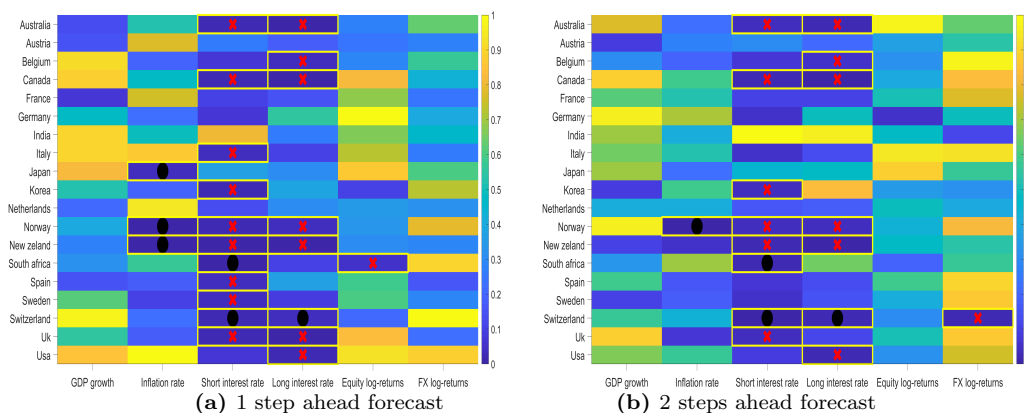 Australia
Austria
Belgium
Canada
France
Germany
India
Italy
Japan
Korea
Netherlands
Norway
New zeland
South africa
Spain
Sweden
Switzerland
Uk
Usa
GDP growth Inflation rate Short interest rate Long interest rate Equity log-returns FX log-returns
1
0.9
0.8
0.7
0.6
0.5
0.4
0.3
0.2
0.1
0
(a) 1 step ahead forecast
Australia
Austria
Belgium
Canada
France
Germany
India
Italy
Japan
Korea
Netherlands
Norway
New zeland
South africa
Spain
Sweden
Switzerland
Uk
Usa
GDP growth Inflation rate Short interest rate Long interest rate Equity log-returns FX log-returns
(b) 2 steps ahead forecast